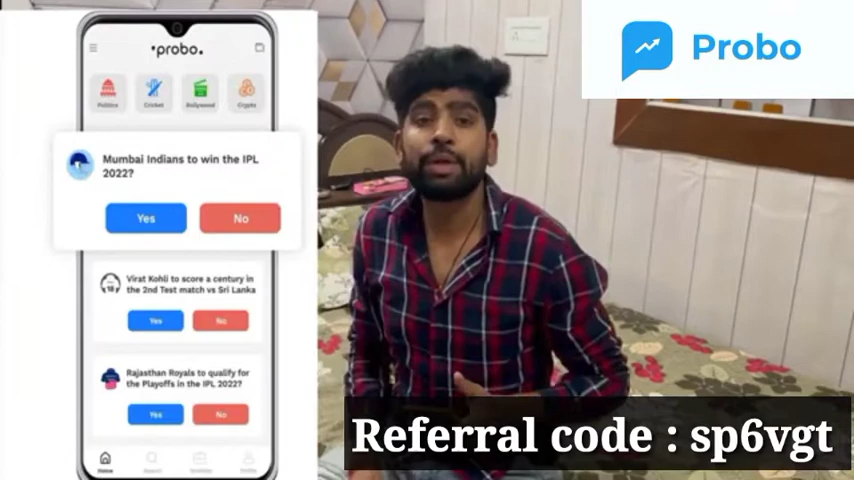 •probo.
Politics
Cricket
Bollywood
Crypto
Mumbai Indians to win the IPL
2022?
Yes
No
Virat Kohli to score a century in
the 2nd Test match vs Sri Lanka
Yes
No
Rajasthan Royals to qualify for
the Playoffs in the IPL 2022?
Yes
No
Home
Search
Profile
Probo
Referral code : sp6vgt